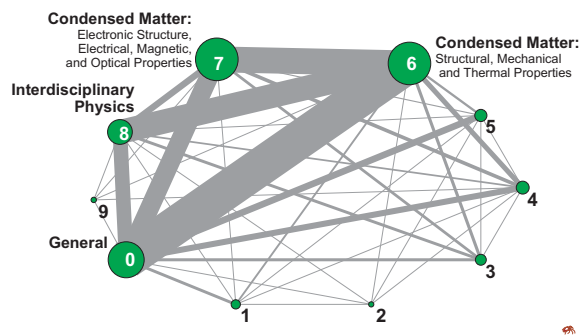 Condensed Matter:
Electronic Structure,
Electrical, Magnetic,
and Optical Properties
7
6
Condensed Matter:
Structural, Mechanical
and Thermal Properties
Interdisciplinary
Physics
8
5
4
9
General
0
3
1
2